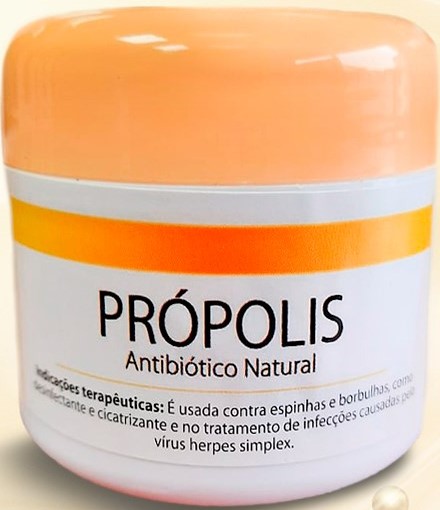 PRÓPOLIS
Antibiótico Natural
Indicações terapêuticas: É usada contra espinhas e borbulhas, como
desinfectante e cicatrizante e no tratamento de infecções causadas pelo
vírus herpes simplex.